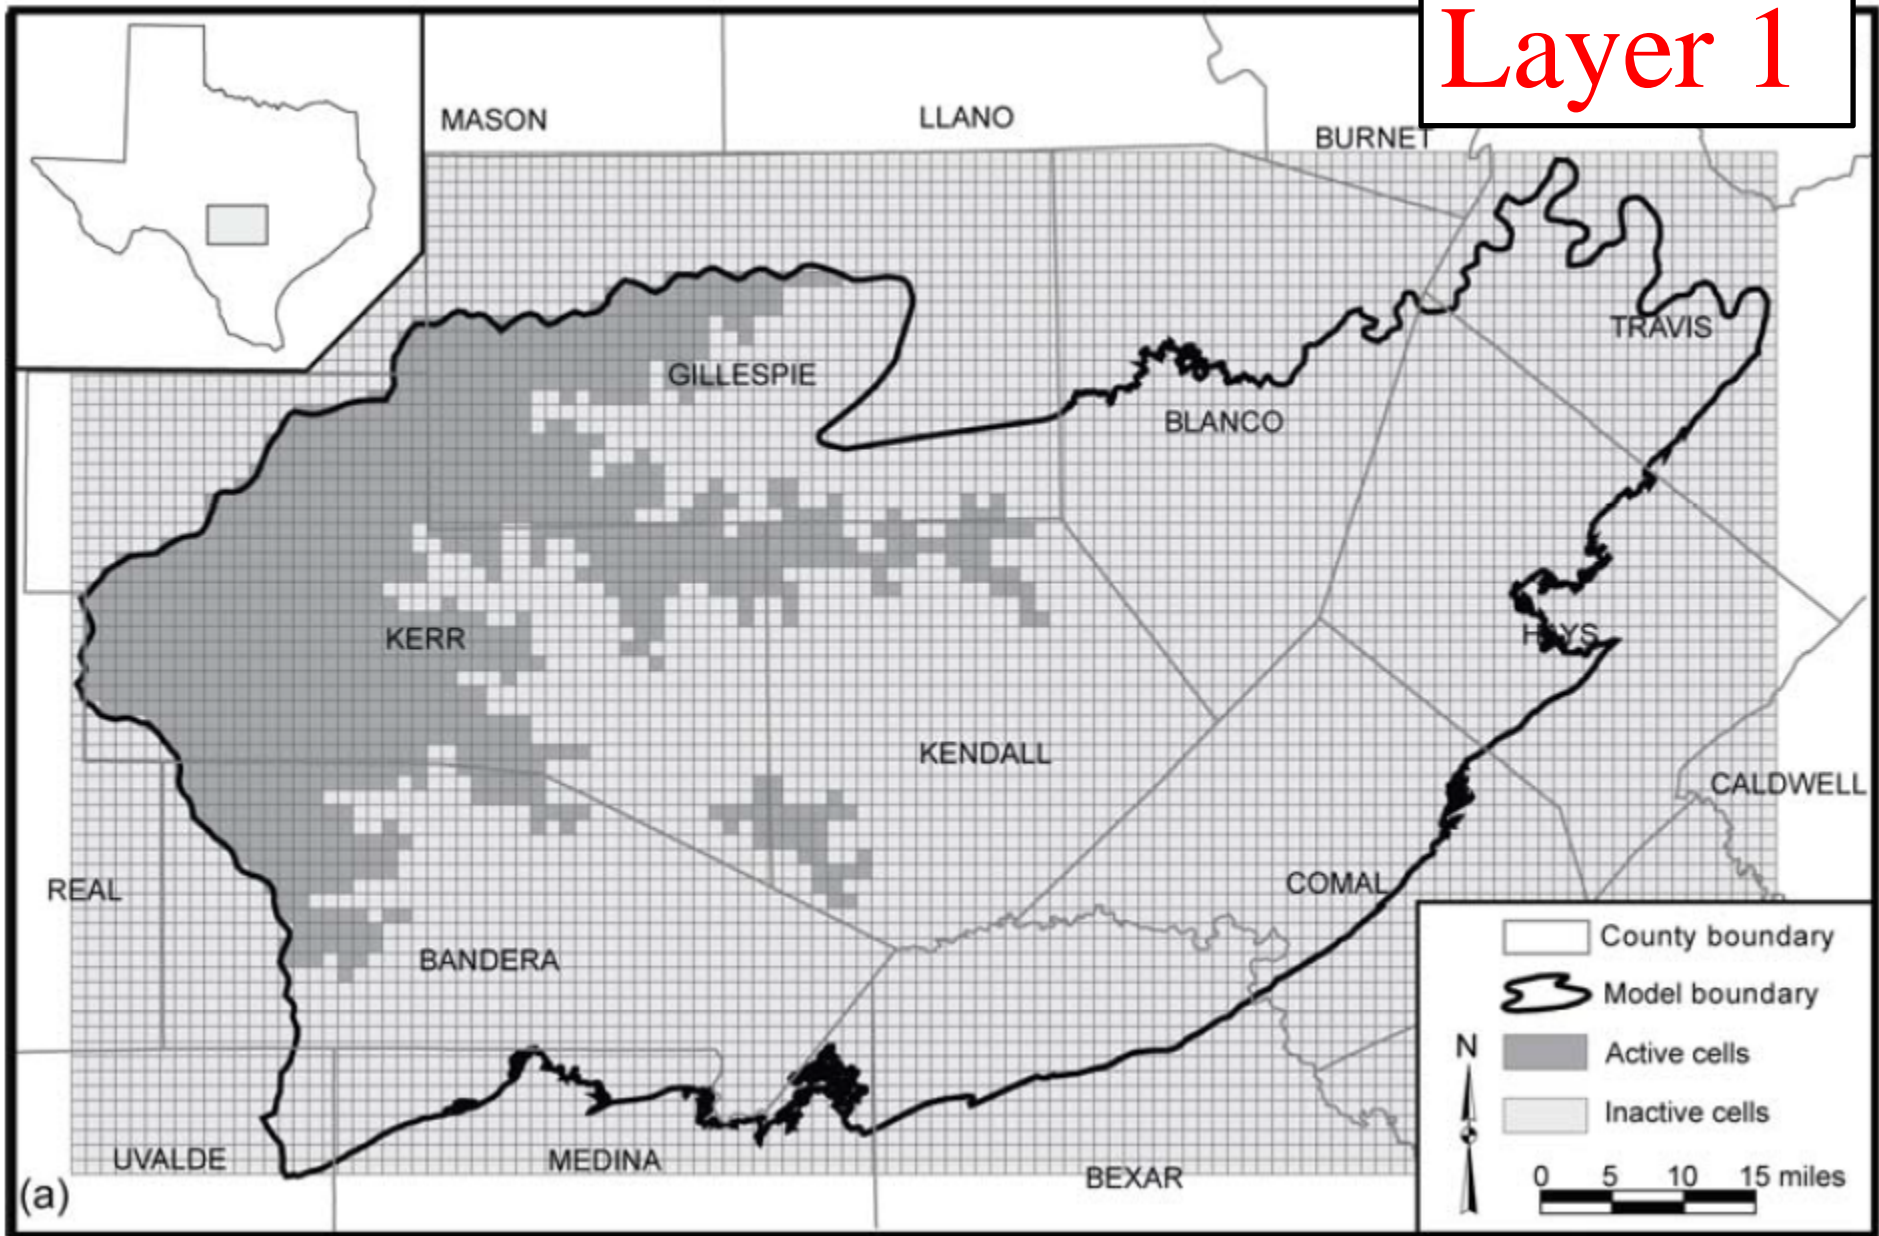 Layer 1
MASON
LLANO
BURNET
TRAVIS
GILLESPIE
BLANCO
HAYS
KERR
KENDALL
CALDWELL
REAL
COMAL
BANDERA
UVALDE
MEDINA
BEXAR
(a)
County boundary
Model boundary
N
Active cells
Inactive cells
0 5 10 15 miles